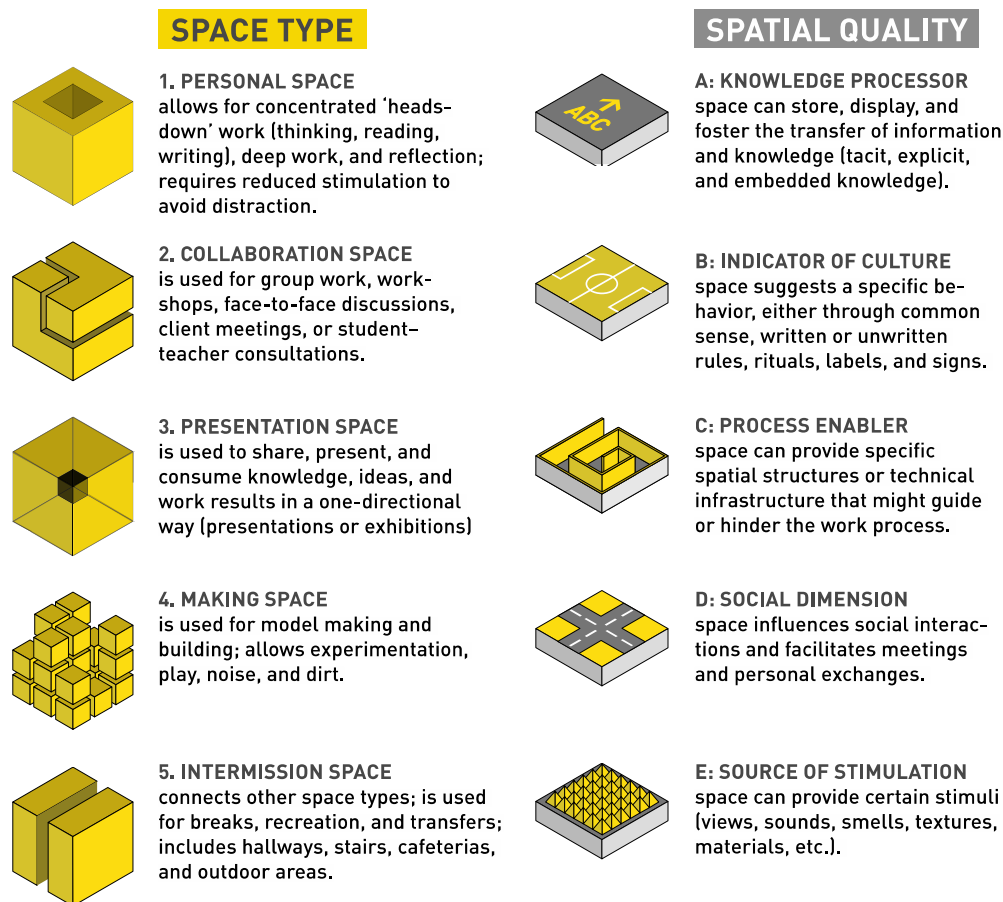 SPACE TYPE
1. PERSONAL SPACE
allows for concentrated ‘heads-
down’ work (thinking, reading,
writing), deep work, and reflection;
requires reduced stimulation to
avoid distraction.
2. COLLABORATION SPACE
is used for group work, work-
shops, face-to-face discussions,
client meetings, or student–
teacher consultations.
3. PRESENTATION SPACE
is used to share, present, and
consume knowledge, ideas, and
work results in a one-directional
way (presentations or exhibitions)
4. MAKING SPACE
is used for model making and
building; allows experimentation,
play, noise, and dirt.
5. INTERMISSION SPACE
connects other space types; is used
for breaks, recreation, and transfers;
includes hallways, stairs, cafeterias,
and outdoor areas.
SPATIAL QUALITY
ABC
A: KNOWLEDGE PROCESSOR
space can store, display, and
foster the transfer of information
and knowledge (tacit, explicit,
and embedded knowledge).
B: INDICATOR OF CULTURE
space suggests a specific be-
havior, either through common
sense, written or unwritten
rules, rituals, labels, and signs.
C: PROCESS ENABLER
space can provide specific
spatial structures or technical
infrastructure that might guide
or hinder the work process.
D: SOCIAL DIMENSION
space influences social interac-
tions and facilitates meetings
and personal exchanges.
E: SOURCE OF STIMULATION
space can provide certain stimuli
(views, sounds, smells, textures,
materials, etc.).